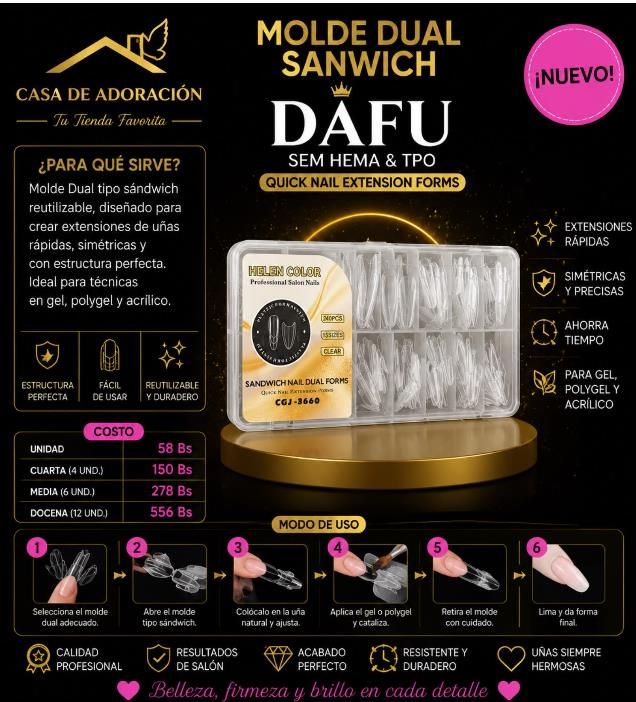 CASA DE ADORACIÓN
Tu Tienda Favorita
MOLDE DUAL
SANWICH
DAFU
SEM HEMA & TPO
QUICK NAIL EXTENSION FORMS
¡NUEVO!
¿PARA QUÉ SIRVE?
Molde Dual tipo sándwich
reutilizable, diseñado para
crear extensiones de uñas
rápidas, simétricas y
con estructura perfecta.
Ideal para técnicas
en gel, polygel y acrílico.
ESTRUCTURA
PERFECTA
FÁCIL
DE USAR
REUTILIZABLE
Y DURADERO
HELEN COLOR
Professional Salon Nails
240PCS
15SIZES
CLEAR
SANDWICH NAIL DUAL FORMS
QUICK NAIL EXTENSION FORMS
CGJ-3660
EXTENSIONES
RÁPIDAS
SIMÉTRICAS
Y PRECISAS
AHORRA
TIEMPO
PARA GEL,
POLYGEL Y
ACRÍLICO
COSTO
UNIDAD 58 Bs
CUARTA (4 UND.) 150 Bs
MEDIA (6 UND.) 278 Bs
DOCENA (12 UND.) 556 Bs
MODO DE USO
1
Selecciona el molde
dual adecuado.
2
Abre el molde
tipo sándwich.
3
Colócalo en la uña
natural y ajusta.
4
Aplica el gel o polygel
y cataliza.
5
Retira el molde
con cuidado.
6
Lima y da forma
final.
CALIDAD
PROFESIONAL
RESULTADOS
DE SALÓN
ACABADO
PERFECTO
RESISTENTE Y
DURADERO
UÑAS SIEMPRE
HERMOSAS
Belleza, firmeza y brillo en cada detalle